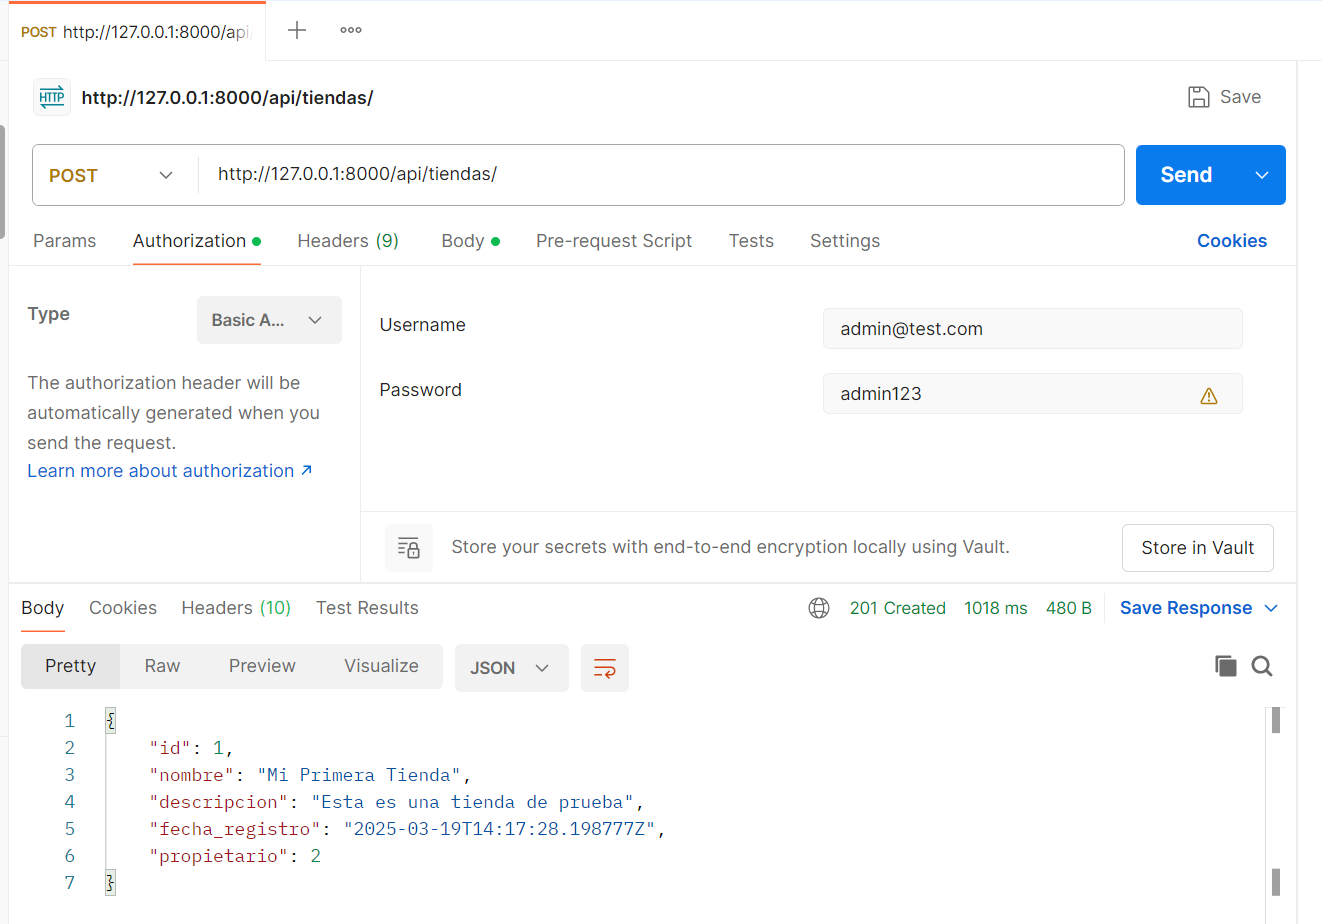 POST http://127.0.0.1:8000/api/
HTTP http://127.0.0.1:8000/api/tiendas/
Save
POST http://127.0.0.1:8000/api/tiendas/
Send
Params Authorization Headers (9) Body Pre-request Script Tests Settings Cookies
Type
Basic A...
The authorization header will be
automatically generated when you
send the request.
Learn more about authorization ↗
Username
admin@test.com
Password
admin123
Store your secrets with end-to-end encryption locally using Vault.
Store in Vault
Body Cookies Headers (10) Test Results
201 Created 1018 ms 480 B Save Response
Pretty Raw Preview Visualize JSON
1 {
2 "id": 1,
3 "nombre": "Mi Primera Tienda",
4 "descripcion": "Esta es una tienda de prueba",
5 "fecha_registro": "2025-03-19T14:17:28.198777Z",
6 "propietario": 2
7 }